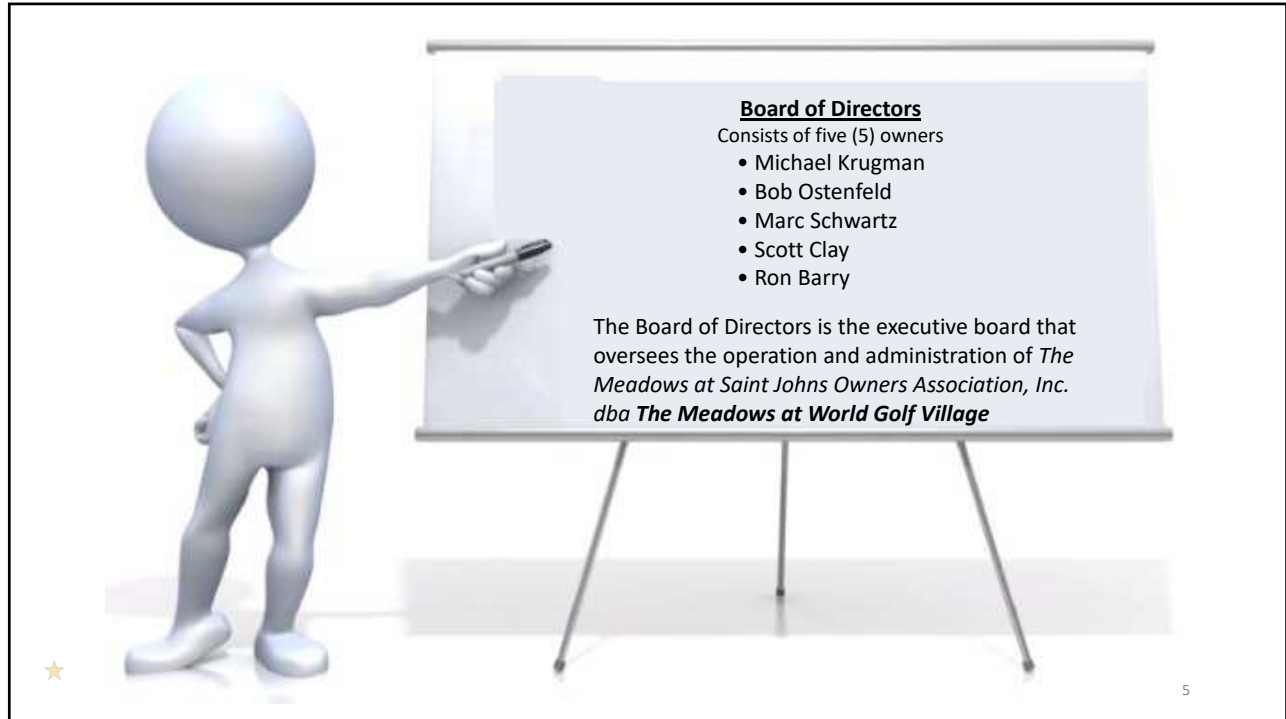 Board of Directors
Consists of five (5) owners
• Michael Krugman
• Bob Ostenfeld
• Marc Schwartz
• Scott Clay
• Ron Barry
The Board of Directors is the executive board that
oversees the operation and administration of The
Meadows at Saint Johns Owners Association, Inc.
dba The Meadows at World Golf Village
5